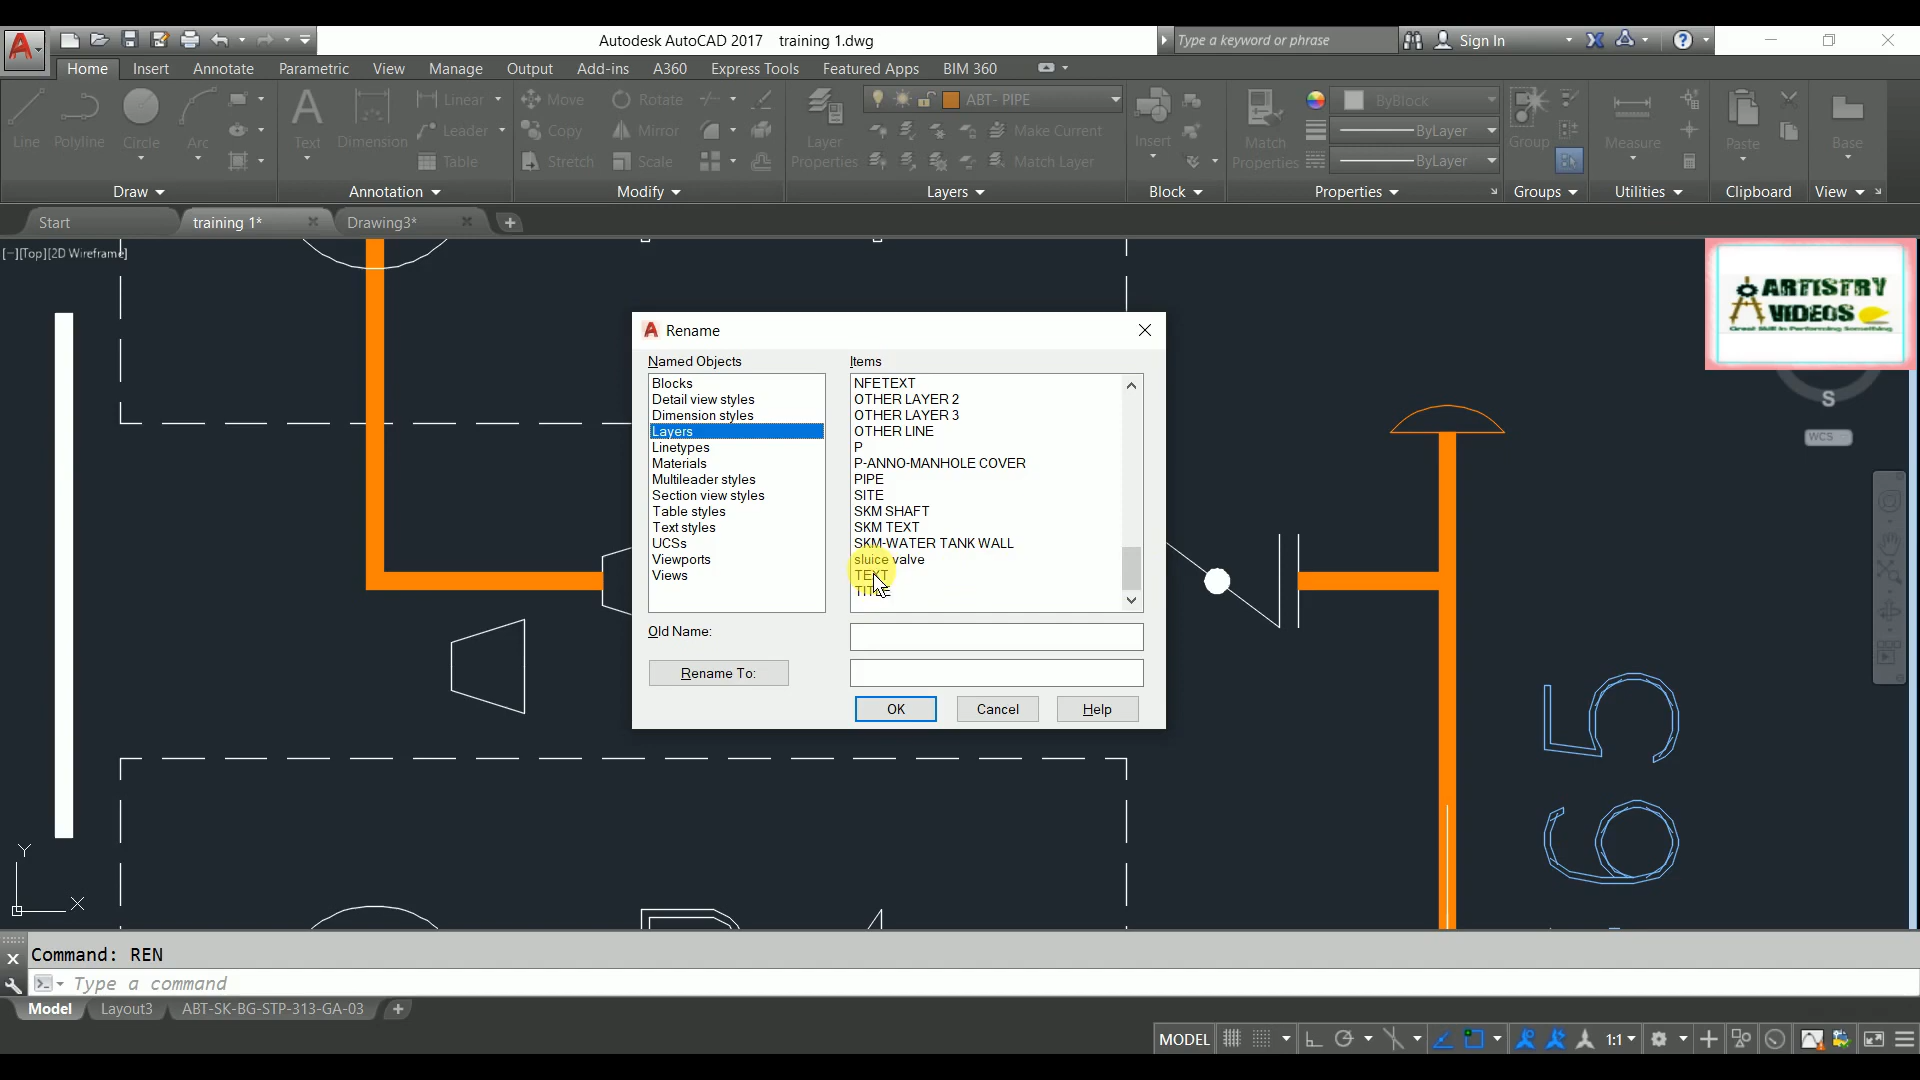 Autodesk AutoCAD 2017 training 1.dwg
Type a keyword or phrase
Sign In
Home Insert Annotate Parametric View Manage Output Add-ins A360 Express Tools Featured Apps BIM 360
Line
Polyline
Circle
Arc
Text
Dimension
Linear
Leader
Table
Move
Rotate
Copy
Mirror
Stretch
Scale
Layer
Properties
ABT- PIPE
Make Current
Match Layer
Insert
Match
Properties
ByBlock
ByLayer
ByLayer
Group
Measure
Paste
Base
Draw Annotation Modify Layers Block Properties Groups Utilities Clipboard View
Start training 1* Drawing3*
[−][Top][2D Wireframe]
ARTISTRY
VIDEOS
Great Skill in Performing Something
S
WCS
Rename
Named Objects
Blocks
Detail view styles
Dimension styles
Layers
Linetypes
Materials
Multileader styles
Section view styles
Table styles
Text styles
UCSs
Viewports
Views
Items
NFETEXT
OTHER LAYER 2
OTHER LAYER 3
OTHER LINE
P
P-ANNO-MANHOLE COVER
PIPE
SITE
SKM SHAFT
SKM TEXT
SKM-WATER TANK WALL
sluice valve
TEXT
TITLE
Old Name:
Rename To:
OK Cancel Help
5
6
Y
X
Command: REN
Type a command
Model Layout3 ABT-SK-BG-STP-313-GA-03
MODEL 1:1